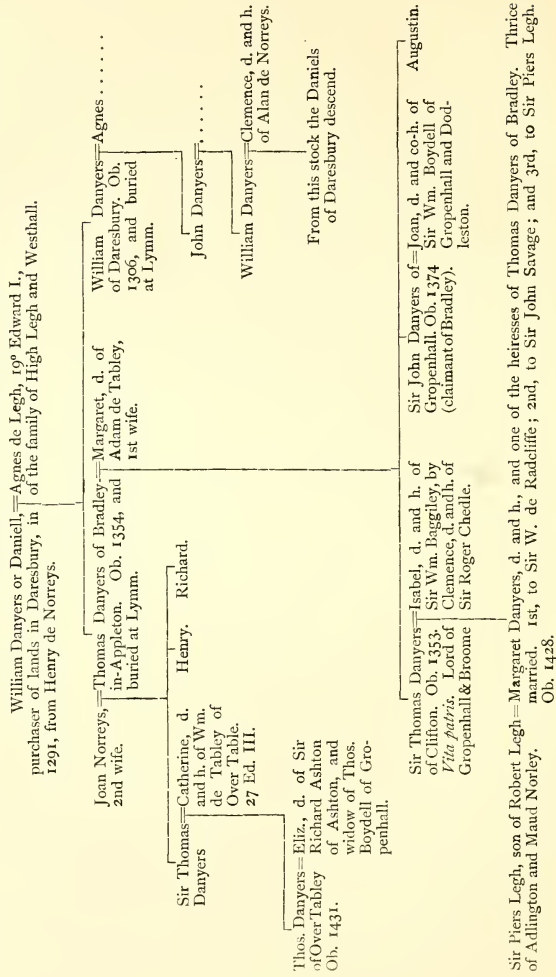 William Danyers or Daniell,=Agnes de Legh, 19º Edward I.,
purchaser of lands in Daresbury, in of the family of High Legh and Westhall.
1291, from Henry de Norreys.
Joan Norreys,=Thomas Danyers of Bradley-=Margaret, d. of
2nd wife. in-Appleton. Ob. 1354, and Adam de Tabley,
buried at Lymm. 1st wife.
William Danyers=Agnes . . . . . .
of Daresbury. Ob.
1306, and buried
at Lymm.
John Danyers= . . . . . .
William Danyers=Clemence, d. and h.
of Alan de Norreys.
From this stock the Daniels
of Daresbury descend.
Sir Thomas=Catherine, d. Henry. Richard.
Danyers and h. of Wm.
de Tabley of
Over Table.
27 Ed. III.
Thos. Danyers=Eliz., d. of Sir
of Over Tabley Richard Ashton
Ob. 1431. of Ashton, and
widow of Thos.
Boydell of Gro-
penhall.
Sir Thomas Danyers=Isabel, d. and h. of
of Clifton. Ob. 1353. Sir Wm. Baggiley, by
Vita patris. Lord of Clemence, d. and h. of
Gropenhall & Broome Sir Roger Chedle.
Sir John Danyers of=Joan, d. and co-h. of
Gropenhall. Ob. 1374 Sir Wm. Boydell of
(claimant of Bradley). Gropenhall and Dod-
leston.
Augustin.
Sir Piers Legh, son of Robert Legh=Margaret Danyers, d. and h., and one of the heiresses of Thomas Danyers of Bradley. Thrice
of Adlington and Maud Norley. married. 1st, to Sir W. de Radcliffe; 2nd, to Sir John Savage; and 3rd, to Sir Piers Legh.
Ob. 1428.